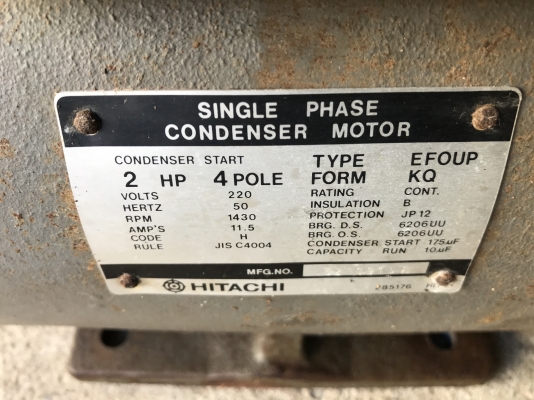 SINGLE PHASE
CONDENSER MOTOR
CONDENSER START TYPE EFOUP
2 HP 4 POLE FORM KQ
VOLTS 220 RATING CONT.
HERTZ 50 INSULATION B
RPM 1430 PROTECTION JP12
AMP'S 11.5 BRG. D.S. 6206UU
CODE H BRG. O.S. 6206UU
RULE JIS C4004 CONDENSER START 175µF
CAPACITY RUN 10µF
MFG.NO.
HITACHI